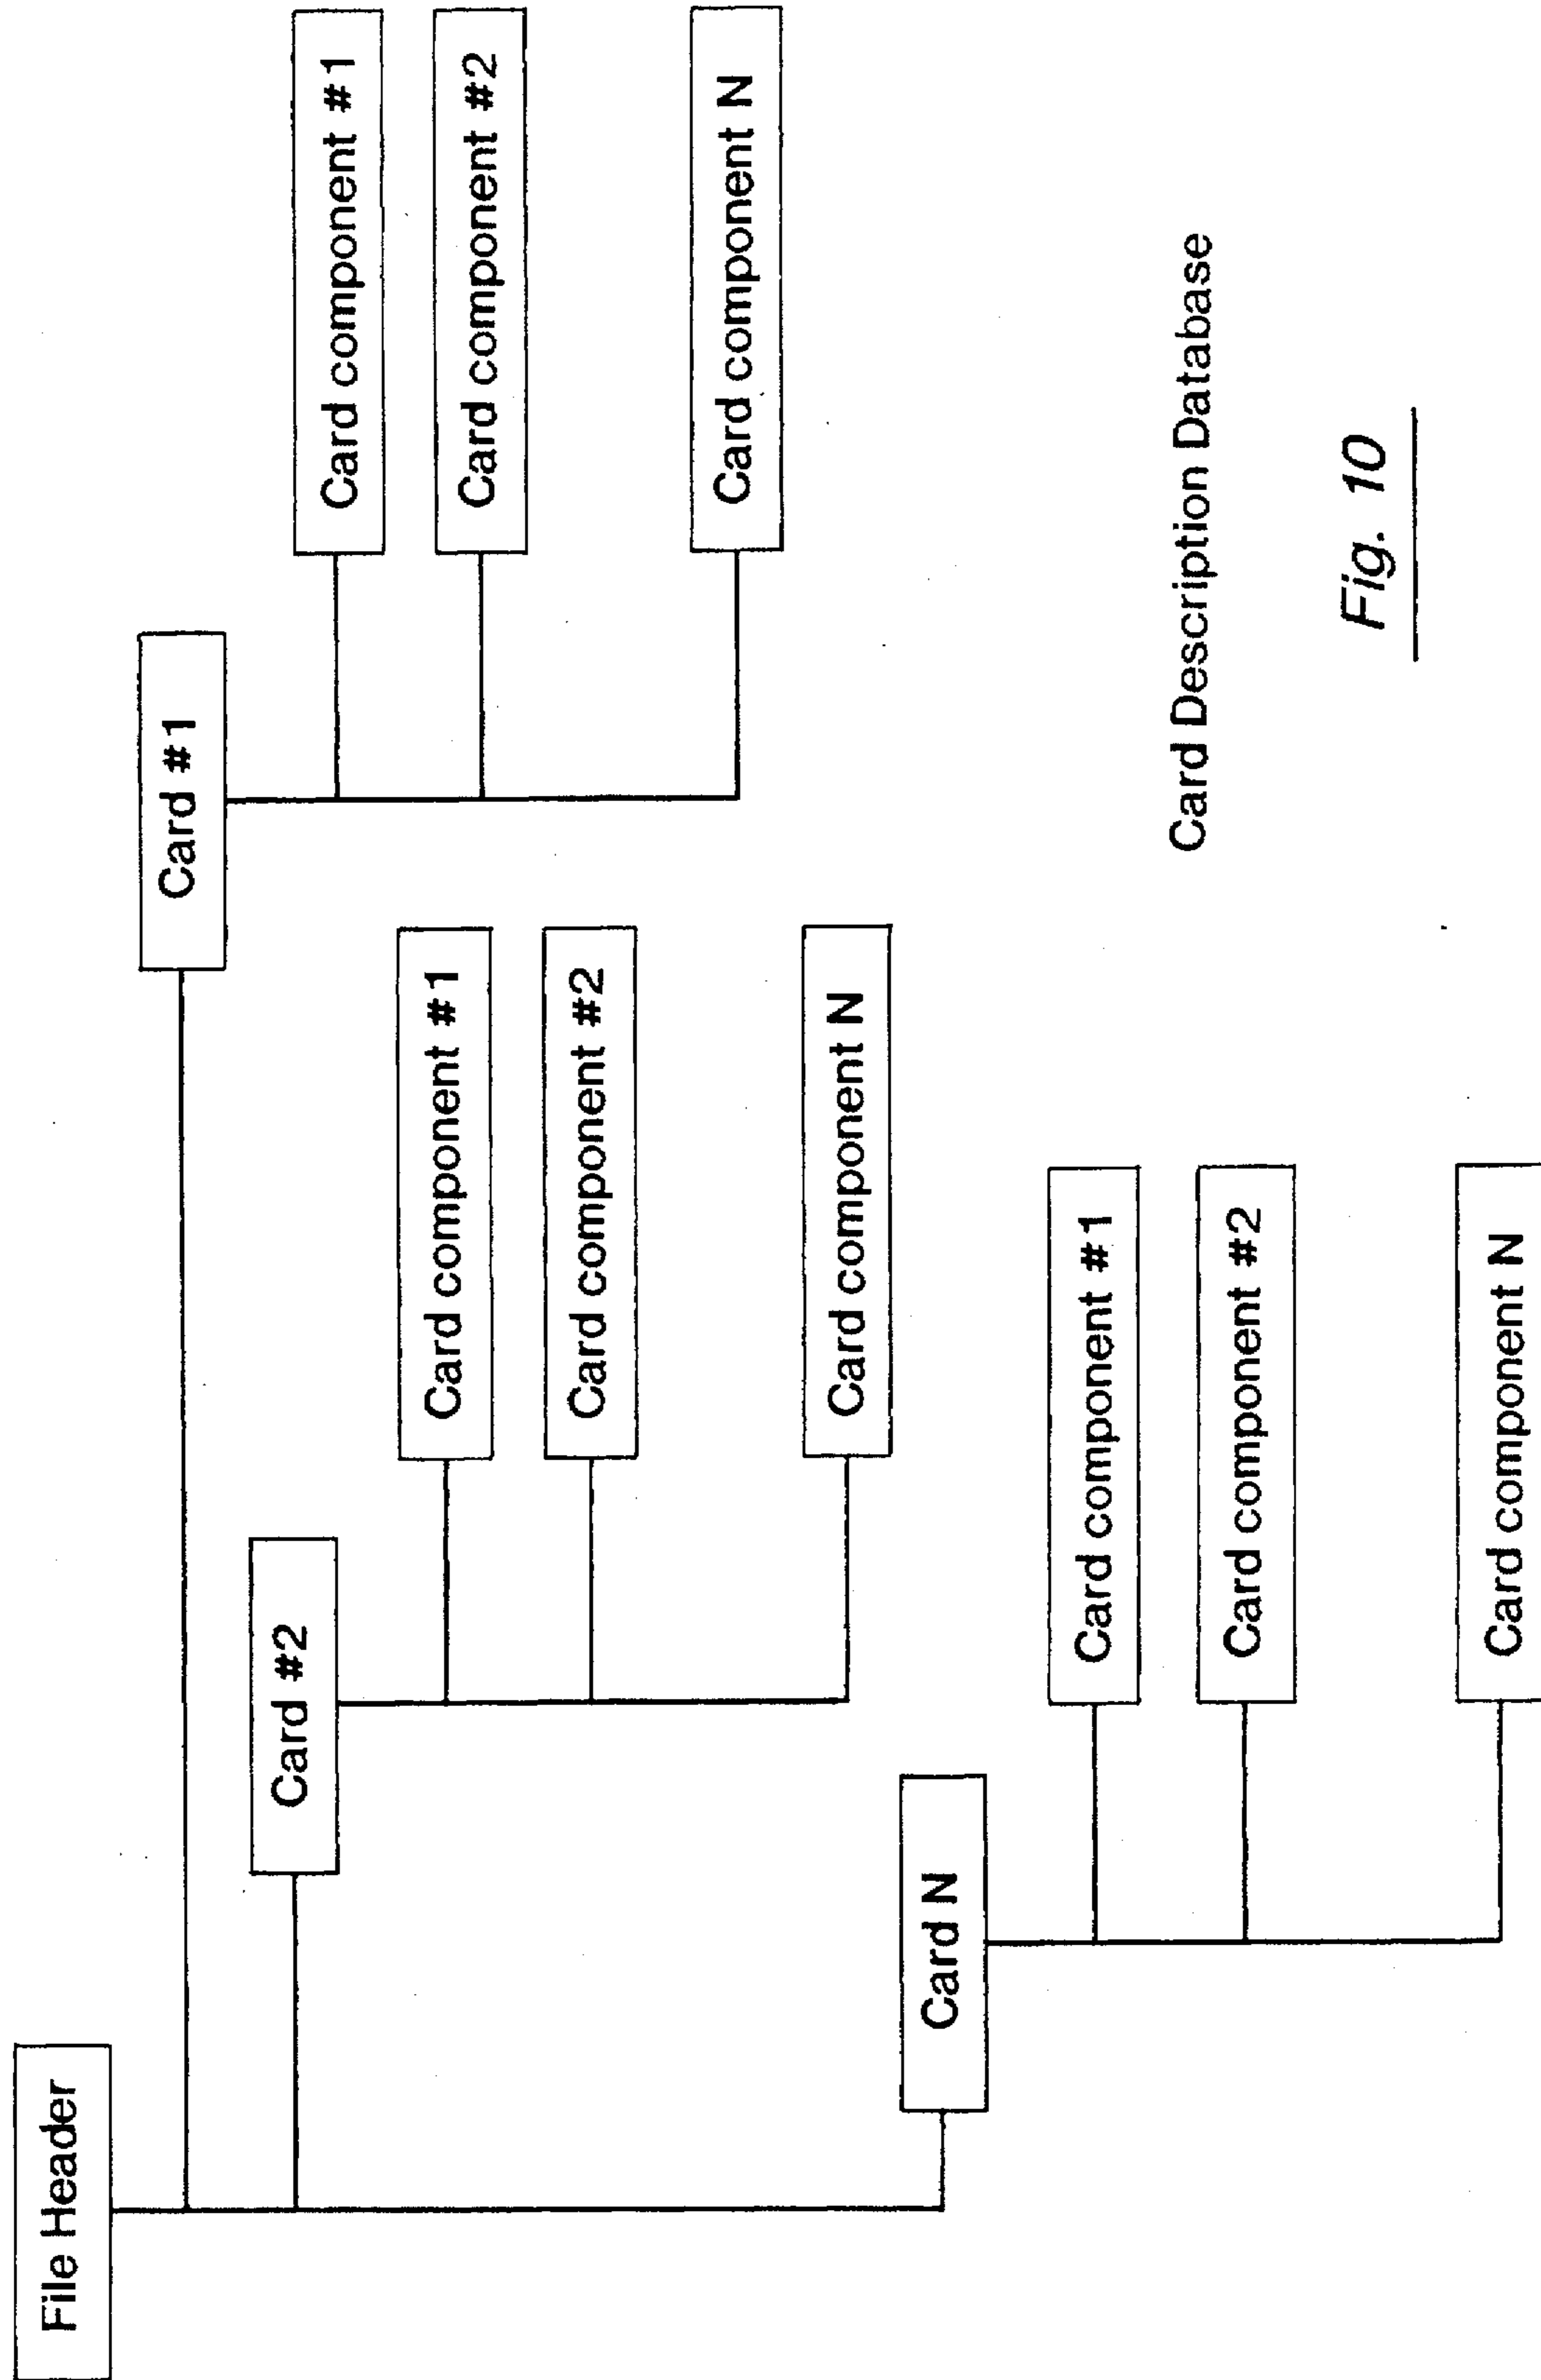 File Header
Card #1
Card component #1
Card component #2
Card component N
Card #2
Card component #1
Card component #2
Card component N
Card N
Card component #1
Card component #2
Card component N
Card Description Database
Fig. 10